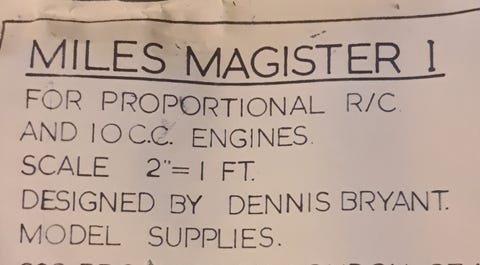 MILES MAGISTER I
FOR PROPORTIONAL R/C.
AND 10 C.C. ENGINES.
SCALE 2"= 1 FT.
DESIGNED BY DENNIS BRYANT.
MODEL SUPPLIES.